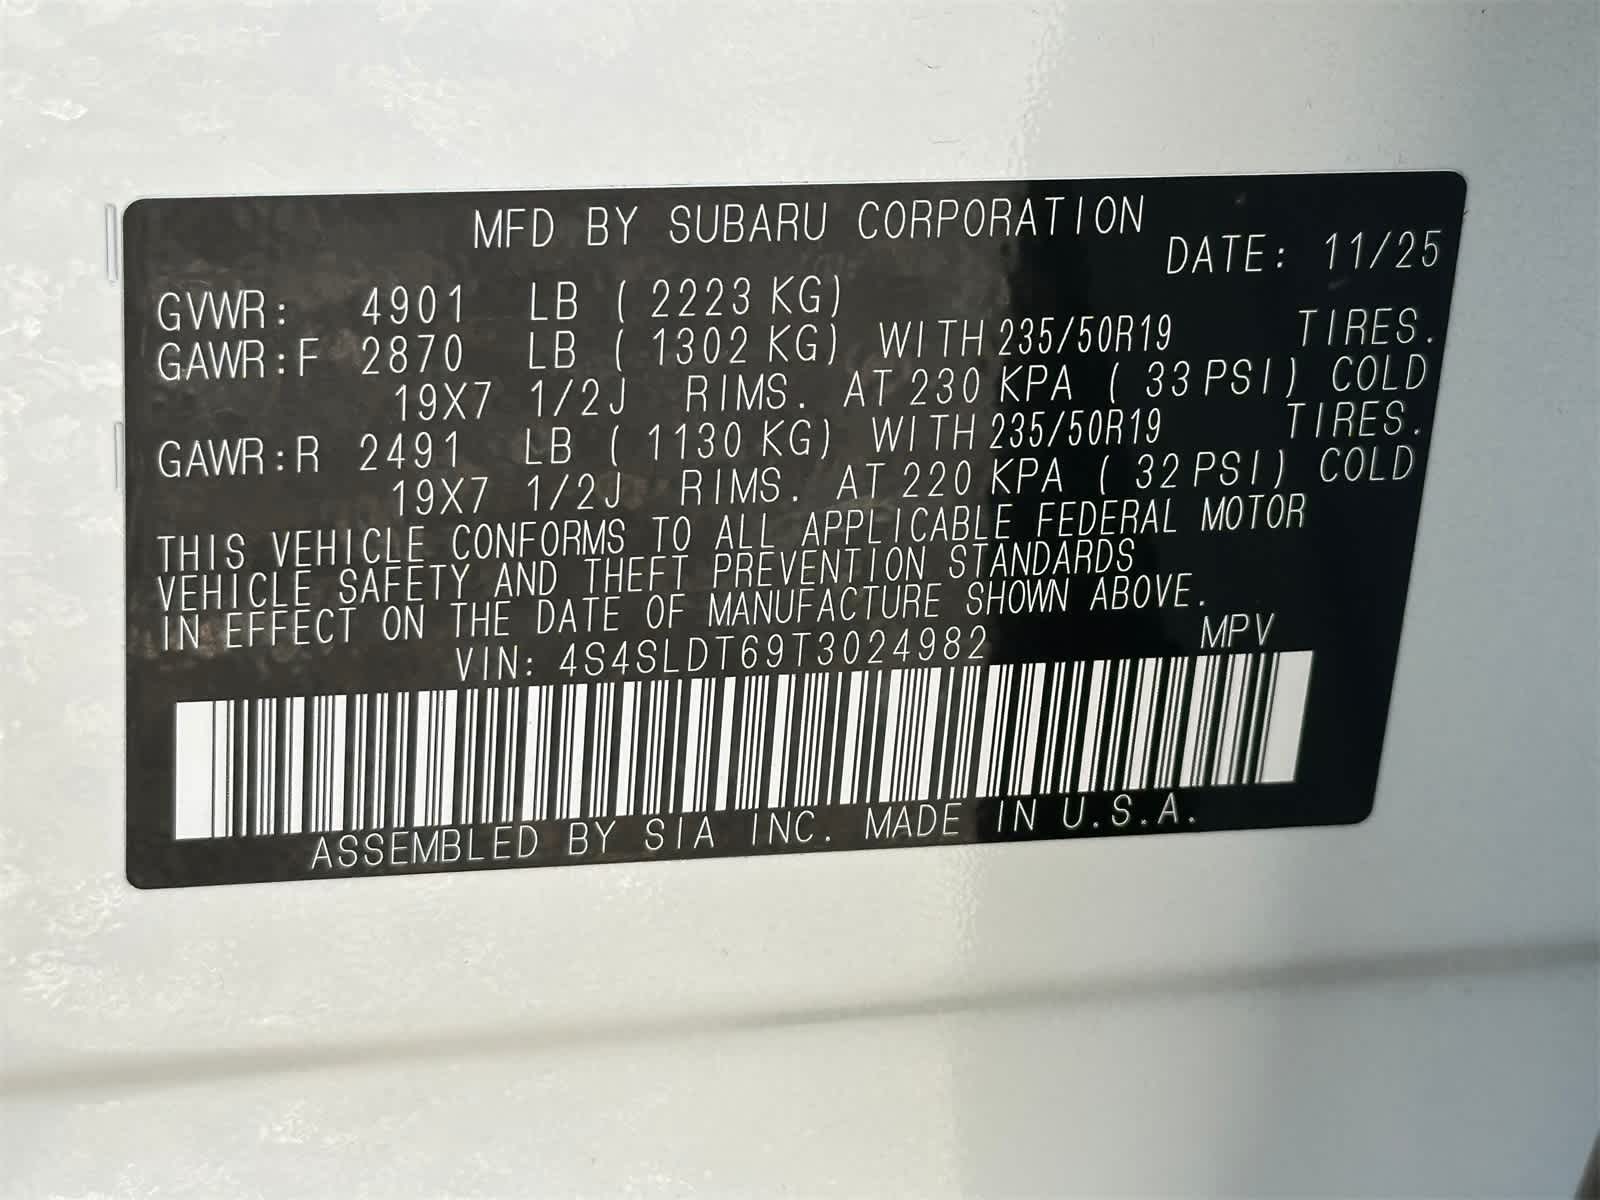 MFD BY SUBARU CORPORATION
DATE: 11/25
GVWR: 4901 LB ( 2223 KG)
GAWR:F 2870 LB ( 1302 KG) WITH 235/50R19 TIRES.
19X7 1/2J RIMS. AT 230 KPA ( 33 PSI) COLD
GAWR:R 2491 LB ( 1130 KG) WITH 235/50R19 TIRES.
19X7 1/2J RIMS. AT 220 KPA ( 32 PSI) COLD
THIS VEHICLE CONFORMS TO ALL APPLICABLE FEDERAL MOTOR
VEHICLE SAFETY AND THEFT PREVENTION STANDARDS
IN EFFECT ON THE DATE OF MANUFACTURE SHOWN ABOVE.
VIN: 4S4SLDT69T3024982 MPV
ASSEMBLED BY SIA INC. MADE IN U.S.A.